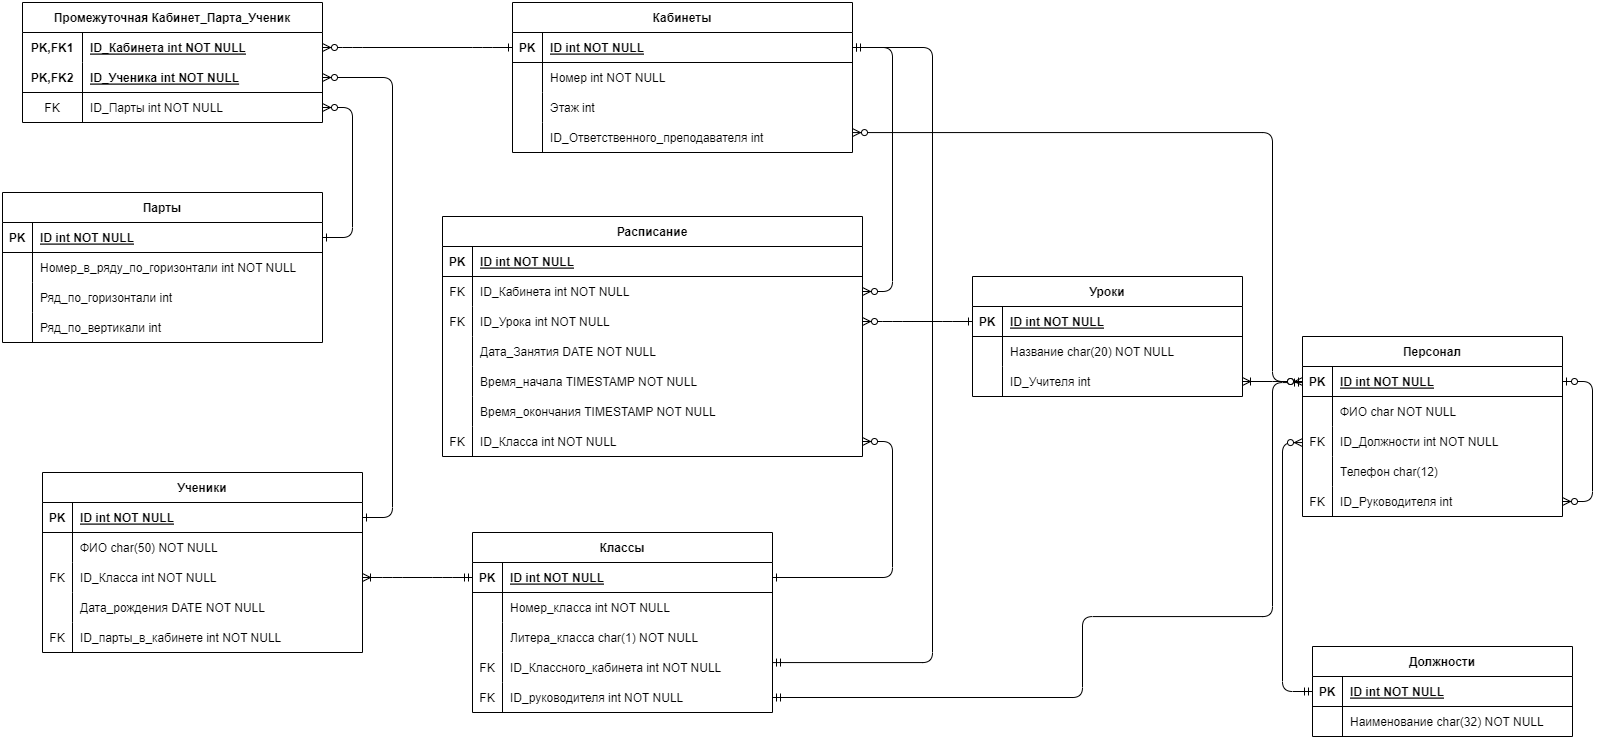 Промежуточная Кабинет_Парта_Ученик
PK,FK1 ID_Кабинета int NOT NULL
PK,FK2 ID_Ученика int NOT NULL
FK ID_Парты int NOT NULL
Кабинеты
PK ID int NOT NULL
Номер int NOT NULL
Этаж int
ID_Ответственного_преподавателя int
Парты
PK ID int NOT NULL
Номер_в_ряду_по_горизонтали int NOT NULL
Ряд_по_горизонтали int
Ряд_по_вертикали int
Расписание
PK ID int NOT NULL
FK ID_Кабинета int NOT NULL
FK ID_Урока int NOT NULL
Дата_Занятия DATE NOT NULL
Время_начала TIMESTAMP NOT NULL
Время_окончания TIMESTAMP NOT NULL
FK ID_Класса int NOT NULL
Уроки
PK ID int NOT NULL
Название char(20) NOT NULL
ID_Учителя int
Персонал
PK ID int NOT NULL
ФИО char NOT NULL
FK ID_Должности int NOT NULL
Телефон char(12)
FK ID_Руководителя int
Ученики
PK ID int NOT NULL
ФИО char(50) NOT NULL
FK ID_Класса int NOT NULL
Дата_рождения DATE NOT NULL
FK ID_парты_в_кабинете int NOT NULL
Классы
PK ID int NOT NULL
Номер_класса int NOT NULL
Литера_класса char(1) NOT NULL
FK ID_Классного_кабинета int NOT NULL
FK ID_руководителя int NOT NULL
Должности
PK ID int NOT NULL
Наименование char(32) NOT NULL